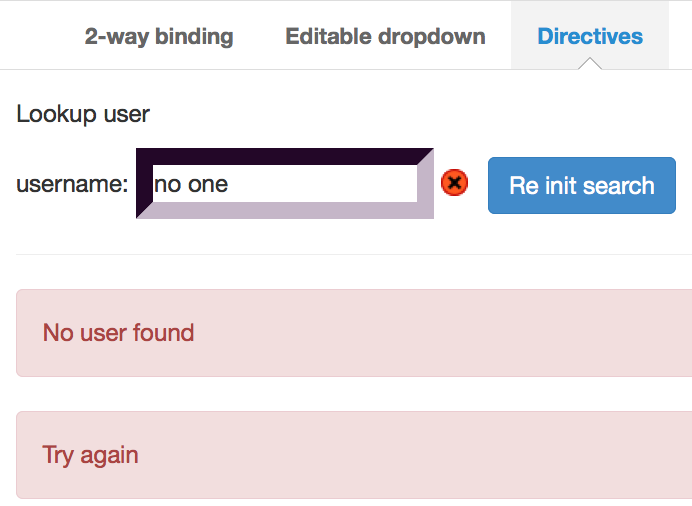 2-way binding Editable dropdown Directives
Lookup user
username: no one Re init search
No user found
Try again